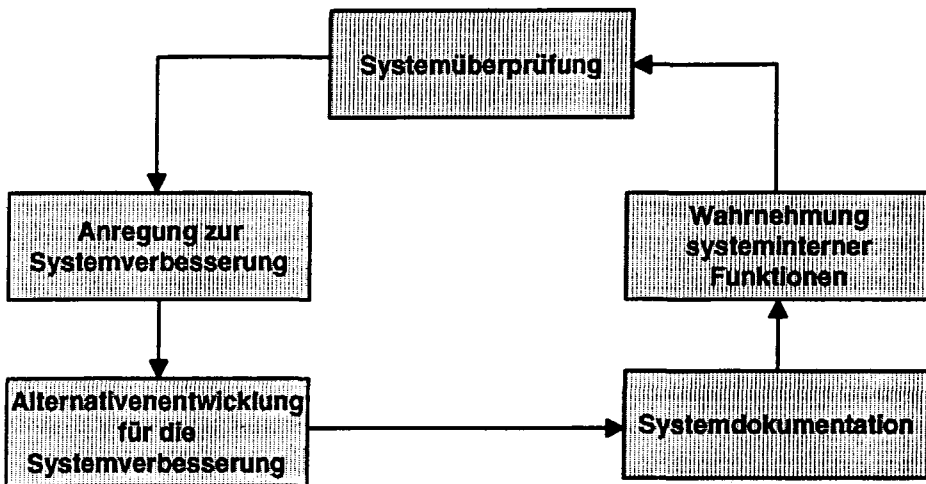 Systemüberprüfung
Anregung zur
Systemverbesserung
Wahrnehmung
systeminterner
Funktionen
Alternativenentwicklung
für die
Systemverbesserung
Systemdokumentation